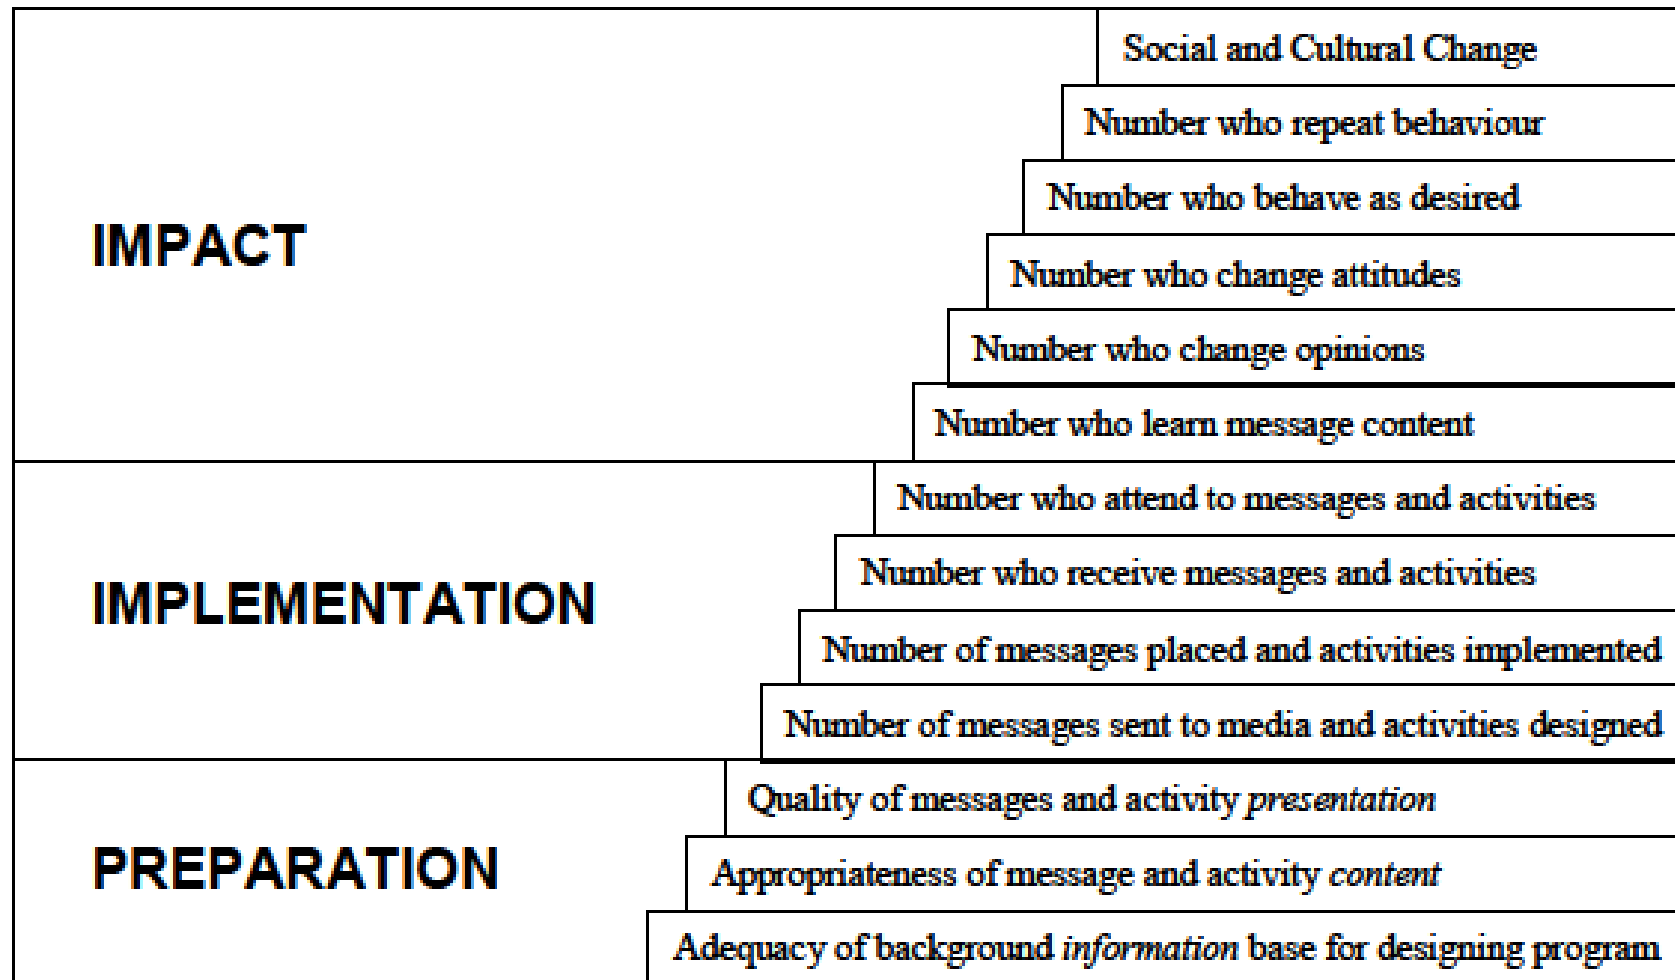 Social and Cultural Change
Number who repeat behaviour
Number who behave as desired
IMPACT
Number who change attitudes
Number who change opinions
Number who learn message content
Number who attend to messages and activities
Number who receive messages and activities
IMPLEMENTATION
Number of messages placed and activities implemented
Number of messages sent to media and activities designed
Quality of messages and activity presentation
PREPARATION
Appropriateness of message and activity content
Adequacy of background information base for designing program